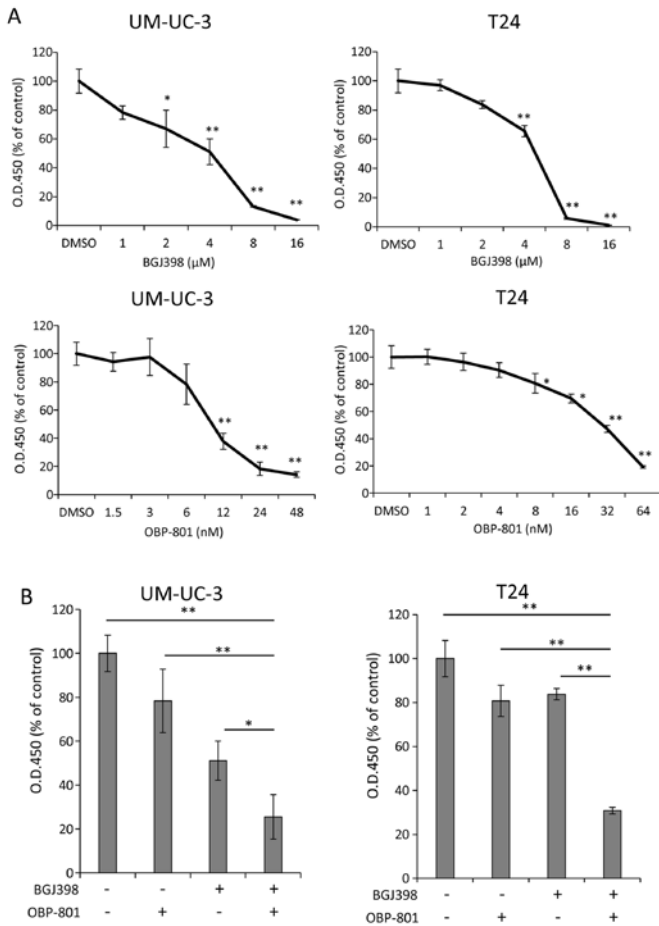 A
UM-UC-3
T24
O.D.450 (% of control)
120
100
80
60
40
20
0
*
**
**
**
DMSO 1 2 4 8 16
BGJ398 (μM)
O.D.450 (% of control)
120
100
80
60
40
20
0
**
**
**
DMSO 1 2 4 8 16
BGJ398 (μM)
UM-UC-3
T24
O.D.450 (% of control)
120
100
80
60
40
20
0
**
**
**
DMSO 1.5 3 6 12 24 48
OBP-801 (nM)
O.D.450 (% of control)
120
100
80
60
40
20
0
*
*
**
**
DMSO 1 2 4 8 16 32 64
OBP-801 (nM)
B
UM-UC-3
T24
O.D.450 (% of control)
120
100
80
60
40
20
0
**
**
*
BGJ398 - - + +
OBP-801 - + - +
O.D.450 (% of control)
120
100
80
60
40
20
0
**
**
**
BGJ398 - - + +
OBP-801 - + - +